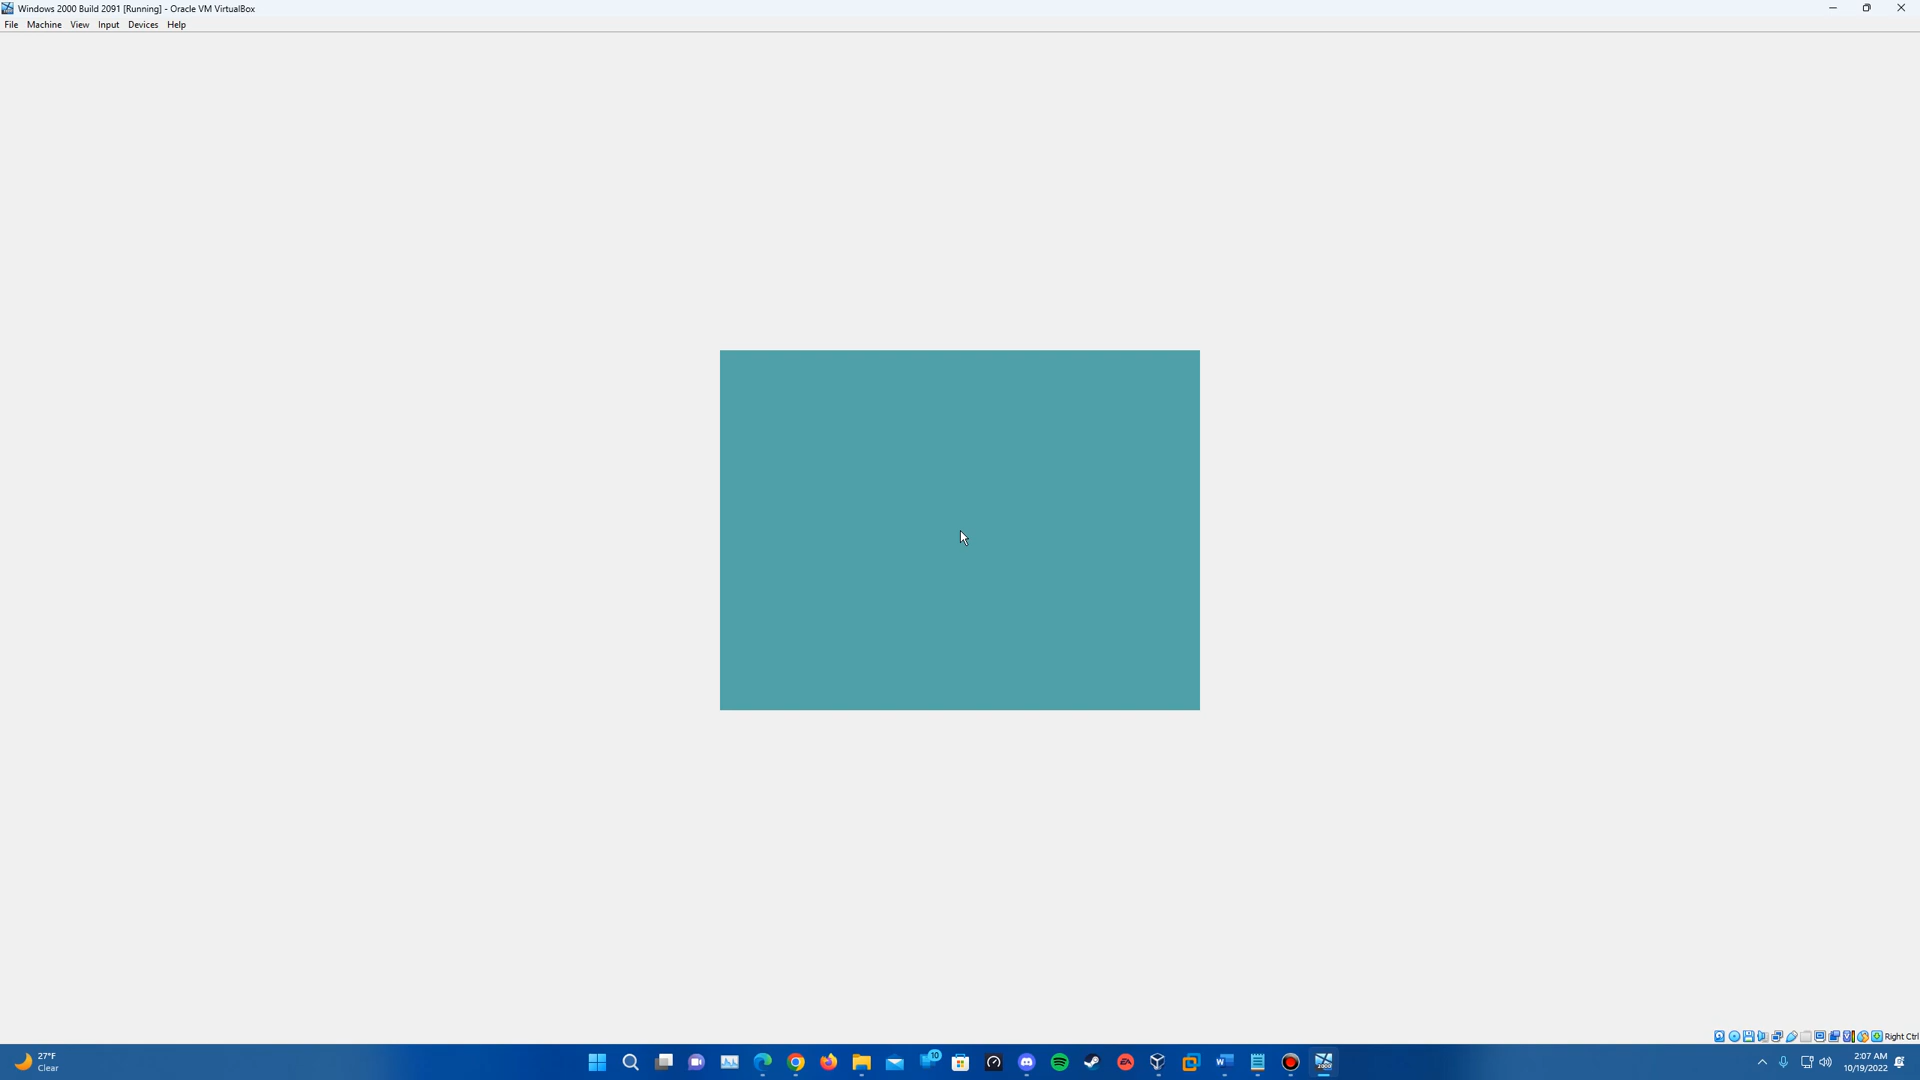 Windows 2000 Build 2091 [Running] - Oracle VM VirtualBox
File Machine View Input Devices Help
Right Ctrl
27°F
Clear
10
2:07 AM
10/19/2022